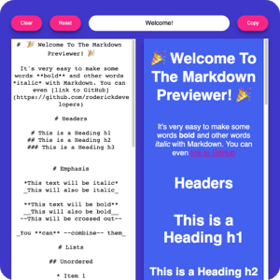 Clear
Reset
Welcome!
Copy
# 🎉 Welcome To The Markdown
Previewer! 🎉
It's very easy to make some
words **bold** and other words
*italic* with Markdown. You can
even [link to GitHub]
(https://github.com/roderickdeve
lopers)
# Headers
# This is a Heading h1
## This is a Heading h2
### This is a Heading h3
# Emphasis
*This text will be italic*
_This will also be italic_
**This text will be bold**
__This will also be bold__
~~This will be crossed out~~
_You **can** ~~combine~~ them_
# Lists
## Unordered
* Item 1
🎉 Welcome To
The Markdown
Previewer! 🎉
It's very easy to make some
words bold and other words
italic with Markdown. You can
even link to GitHub
Headers
This is a
Heading h1
This is a Heading h2